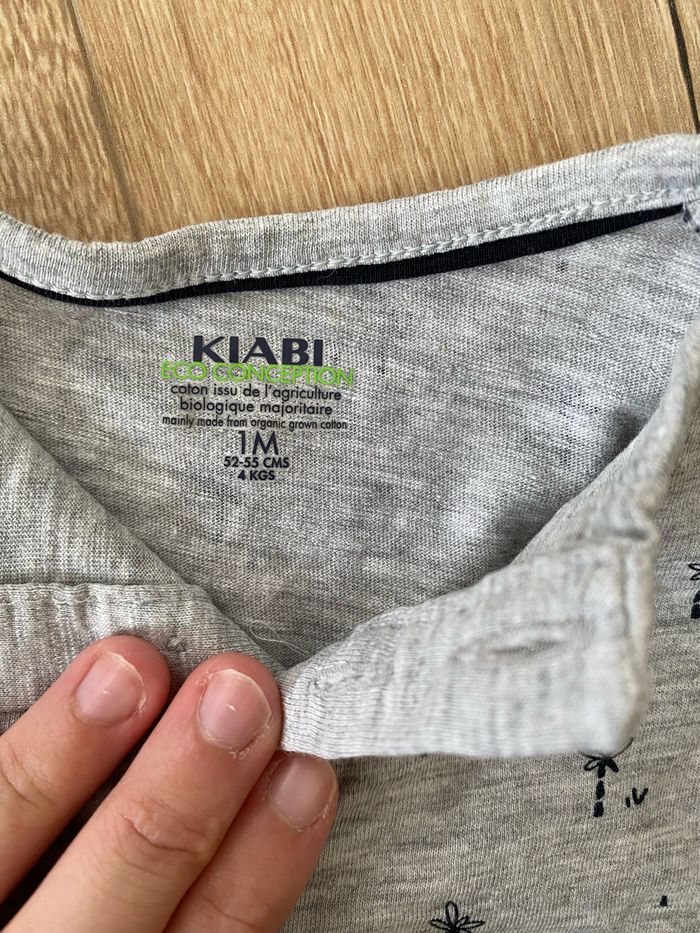 KIABI
ECO CONCEPTION
coton issu de l'agriculture
biologique majoritaire
mainly made from organic grown cotton
1M
52-55 CMS
4 KGS